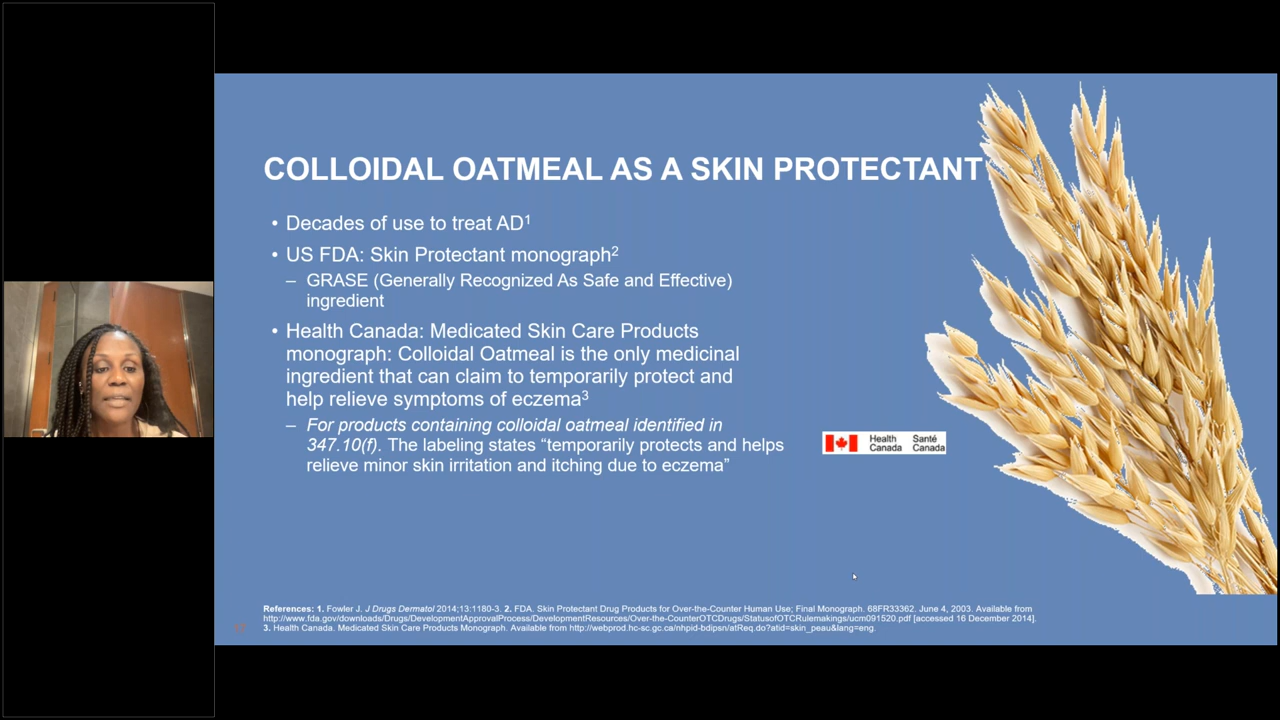 COLLOIDAL OATMEAL AS A SKIN PROTECTANT
• Decades of use to treat AD1
• US FDA: Skin Protectant monograph2
– GRASE (Generally Recognized As Safe and Effective)
ingredient
• Health Canada: Medicated Skin Care Products
monograph: Colloidal Oatmeal is the only medicinal
ingredient that can claim to temporarily protect and
help relieve symptoms of eczema3
– For products containing colloidal oatmeal identified in
347.10(f). The labeling states “temporarily protects and helps
relieve minor skin irritation and itching due to eczema”
Health Canada Santé Canada
References: 1. Fowler J. J Drugs Dermatol 2014;13:1180-3. 2. FDA. Skin Protectant Drug Products for Over-the-Counter Human Use; Final Monograph. 68FR33362. June 4, 2003. Available from
http://www.fda.gov/downloads/Drugs/DevelopmentApprovalProcess/DevelopmentResources/Over-the-CounterOTCDrugs/StatusofOTCRulemakings/ucm091520.pdf [accessed 16 December 2014].
3. Health Canada. Medicated Skin Care Products Monograph. Available from http://webprod.hc-sc.gc.ca/nhpid-bdipsn/atReq.do?atid=skin_peau&lang=eng.